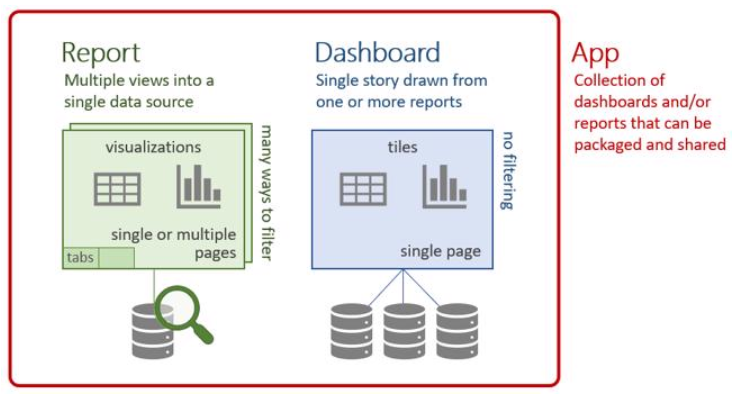 Report
Multiple views into a
single data source
visualizations
single or multiple
pages
tabs
many ways to filter
Dashboard
Single story drawn from
one or more reports
tiles
single page
no filtering
App
Collection of
dashboards and/or
reports that can be
packaged and shared